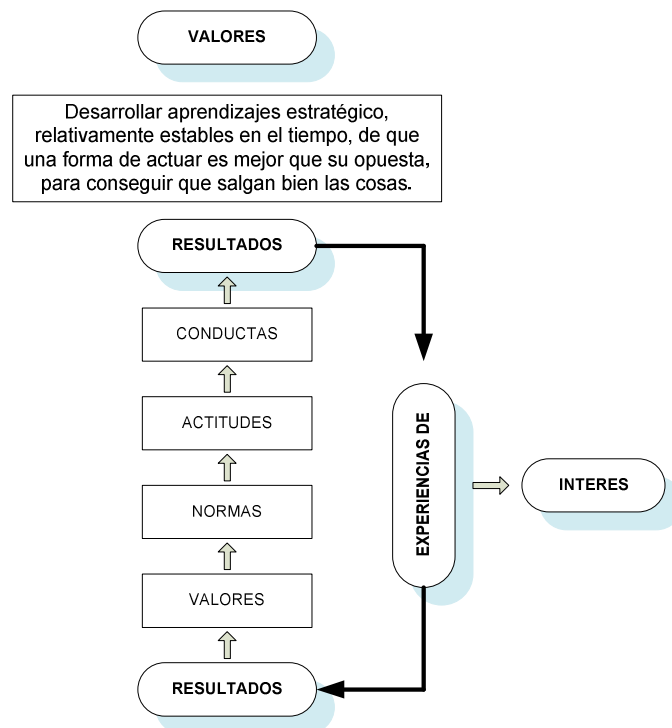 VALORES
Desarrollar aprendizajes estratégico,
relativamente estables en el tiempo, de que
una forma de actuar es mejor que su opuesta,
para conseguir que salgan bien las cosas.
RESULTADOS
CONDUCTAS
ACTITUDES
NORMAS
VALORES
RESULTADOS
EXPERIENCIAS DE
INTERES